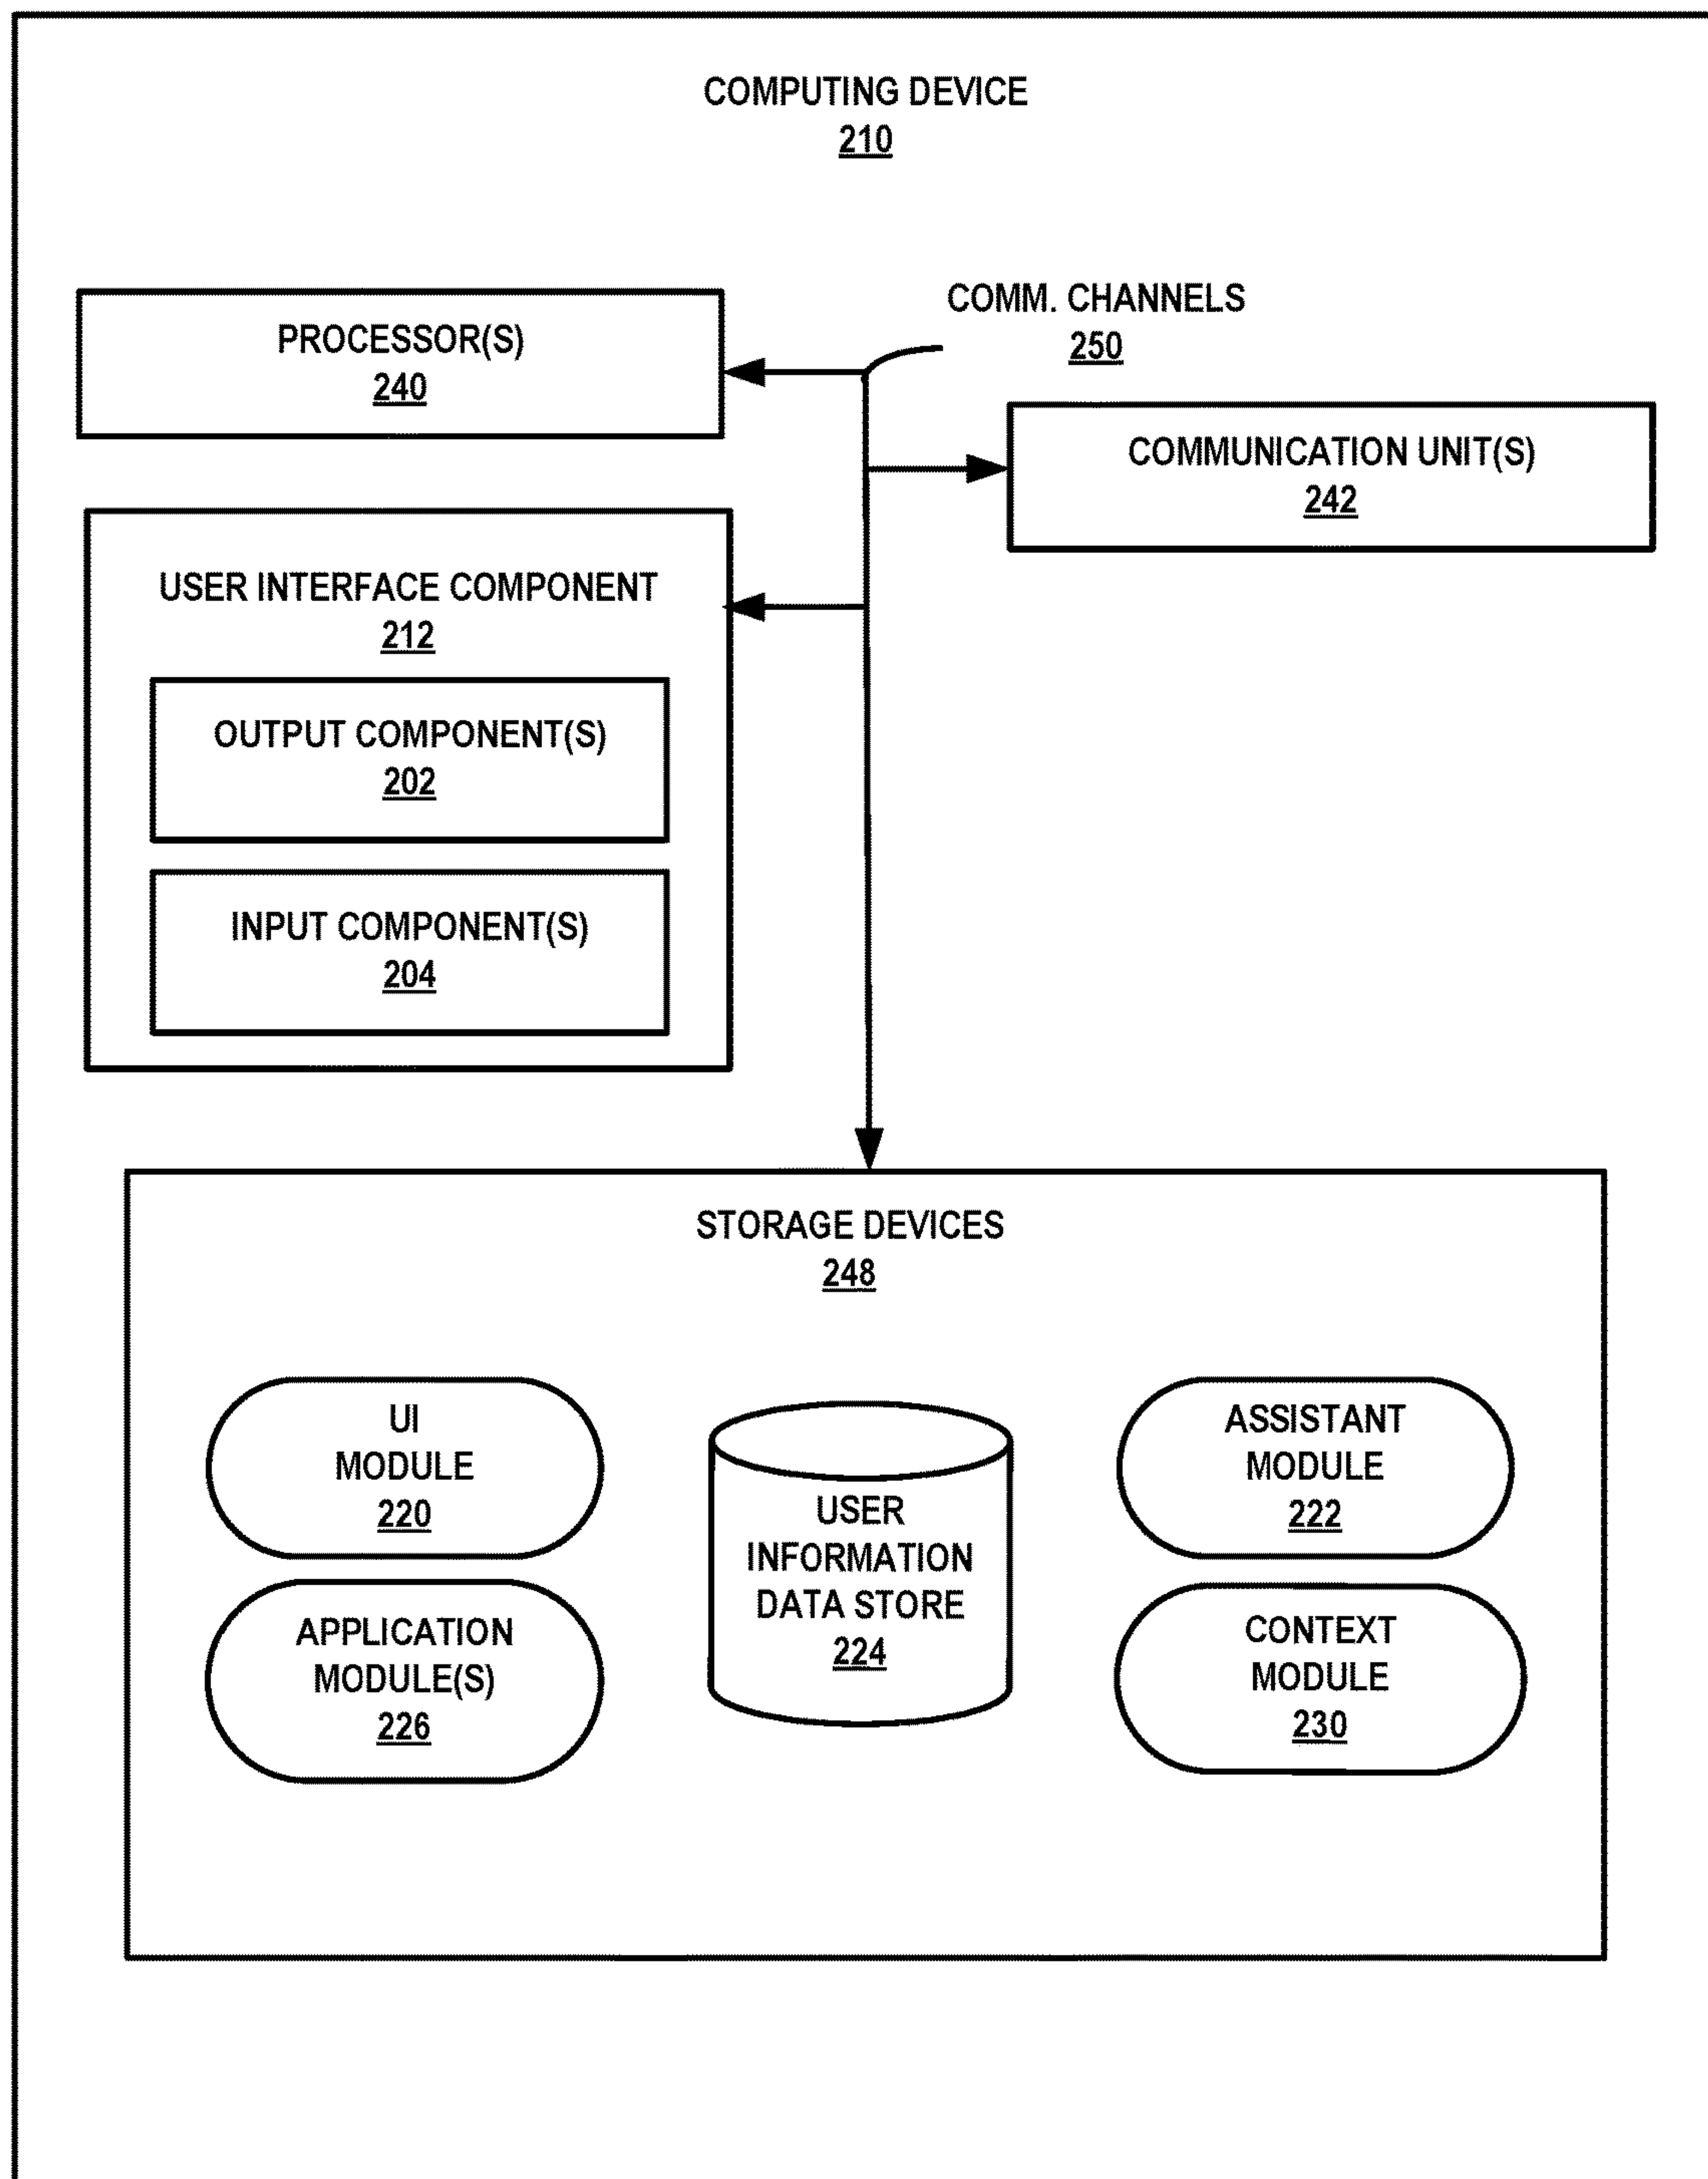 COMPUTING DEVICE
210
COMM. CHANNELS
250
PROCESSOR(S)
240
COMMUNICATION UNIT(S)
242
USER INTERFACE COMPONENT
212
OUTPUT COMPONENT(S)
202
INPUT COMPONENT(S)
204
STORAGE DEVICES
248
UI
MODULE
220
APPLICATION
MODULE(S)
226
USER
INFORMATION
DATA STORE
224
ASSISTANT
MODULE
222
CONTEXT
MODULE
230